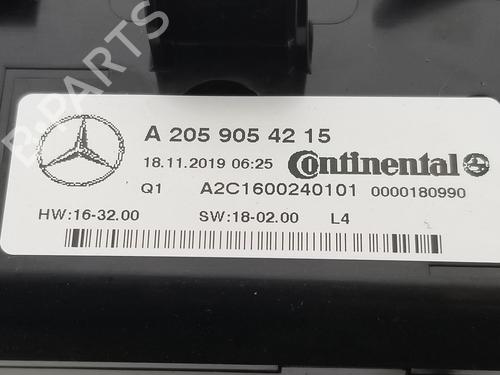 B-PARTS
A 205 905 42 15
18.11.2019 06:25 Continental
Q1 A2C1600240101 0000180990
HW:16-32.00 SW:18-02.00 L4